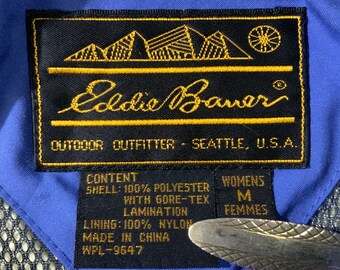 Eddie Bauer ®
OUTDOOR OUTFITTER - SEATTLE, U.S.A.
CONTENT
SHELL: 100% POLYESTER
WITH GORE-TEX
LAMINATION
LINING: 100% NYLON
MADE IN CHINA
WPL-9647
WOMENS
M
FEMMES